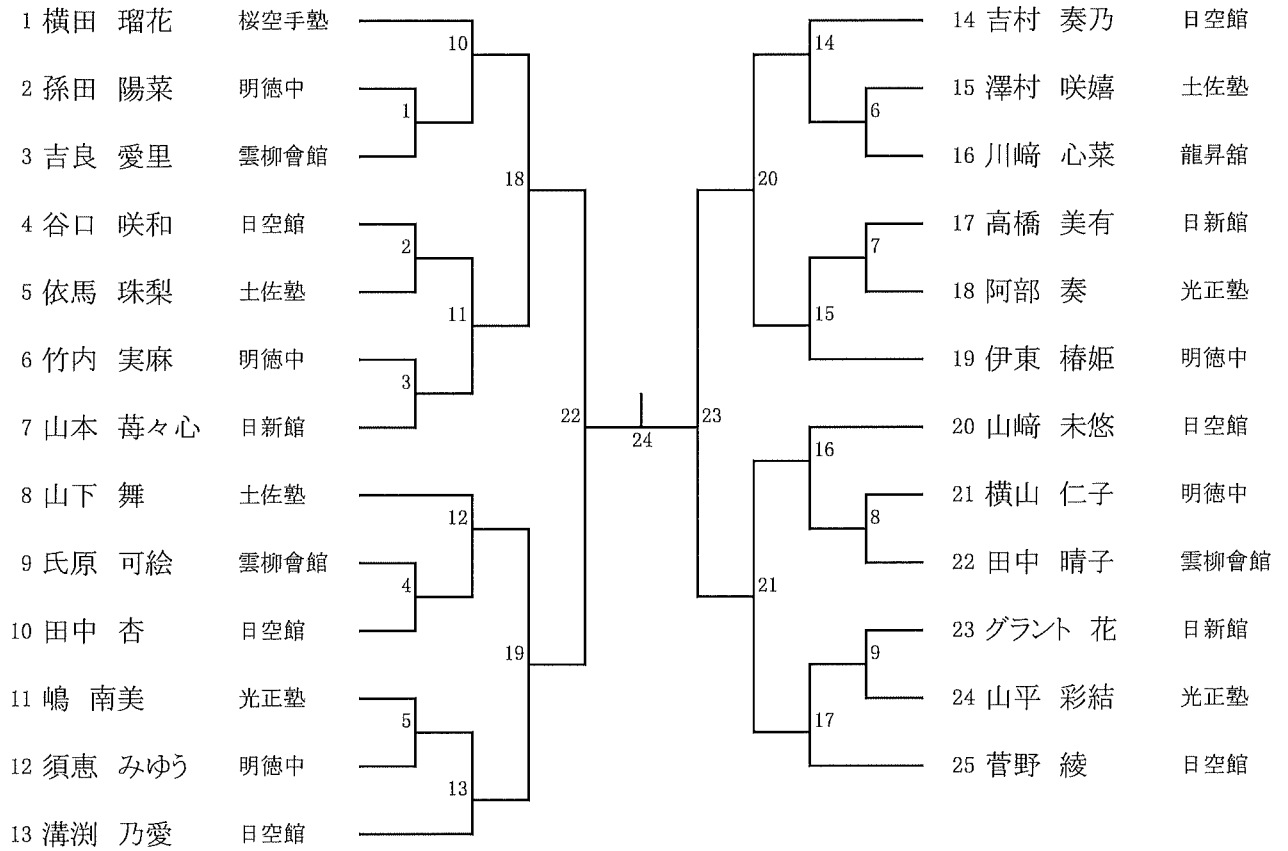 1 横田 瑠花 桜空手塾
2 孫田 陽菜 明徳中
3 吉良 愛里 雲柳會館
4 谷口 咲和 日空館
5 依馬 珠梨 土佐塾
6 竹内 実麻 明徳中
7 山本 苺々心 日新館
8 山下 舞 土佐塾
9 氏原 可絵 雲柳會館
10 田中 杏 日空館
11 嶋 南美 光正塾
12 須恵 みゆう 明徳中
13 溝渕 乃愛 日空館
10
1
18
2
11
3
22
12
4
19
5
13
24
14
6
20
7
15
23
16
8
21
9
17
14 吉村 奏乃 日空館
15 澤村 咲嬉 土佐塾
16 川﨑 心菜 龍昇舘
17 高橋 美有 日新館
18 阿部 奏 光正塾
19 伊東 椿姫 明徳中
20 山﨑 未悠 日空館
21 横山 仁子 明徳中
22 田中 晴子 雲柳會館
23 グラント 花 日新館
24 山平 彩結 光正塾
25 菅野 綾 日空館